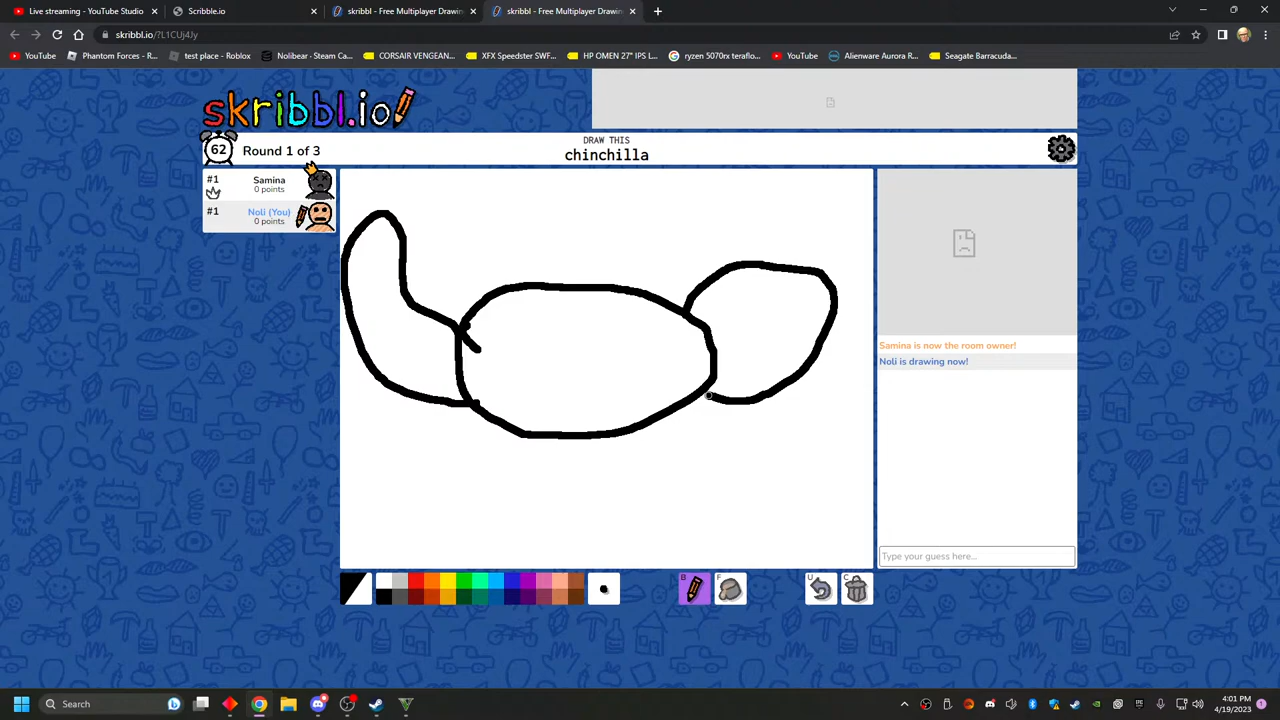 Live streaming - YouTube Studio
Scribble.io
skribbl - Free Multiplayer Drawin
skribbl - Free Multiplayer Drawin
skribbl.io/?L1CUj4Jy
YouTube
Phantom Forces - R...
test place - Roblox
Nolibear - Steam Ca...
CORSAIR VENGEAN...
XFX Speedster SWF...
HP OMEN 27" IPS L...
ryzen 5070rx teraflo...
YouTube
Alienware Aurora R...
Seagate Barracuda...
skribbl.io
62
Round 1 of 3
DRAW THIS
chinchilla
#1
Samina
0 points
#1
Noli (You)
0 points
Samina is now the room owner!
Noli is drawing now!
Type your guess here...
B
F
U
C
Search
4:01 PM
4/19/2023
1